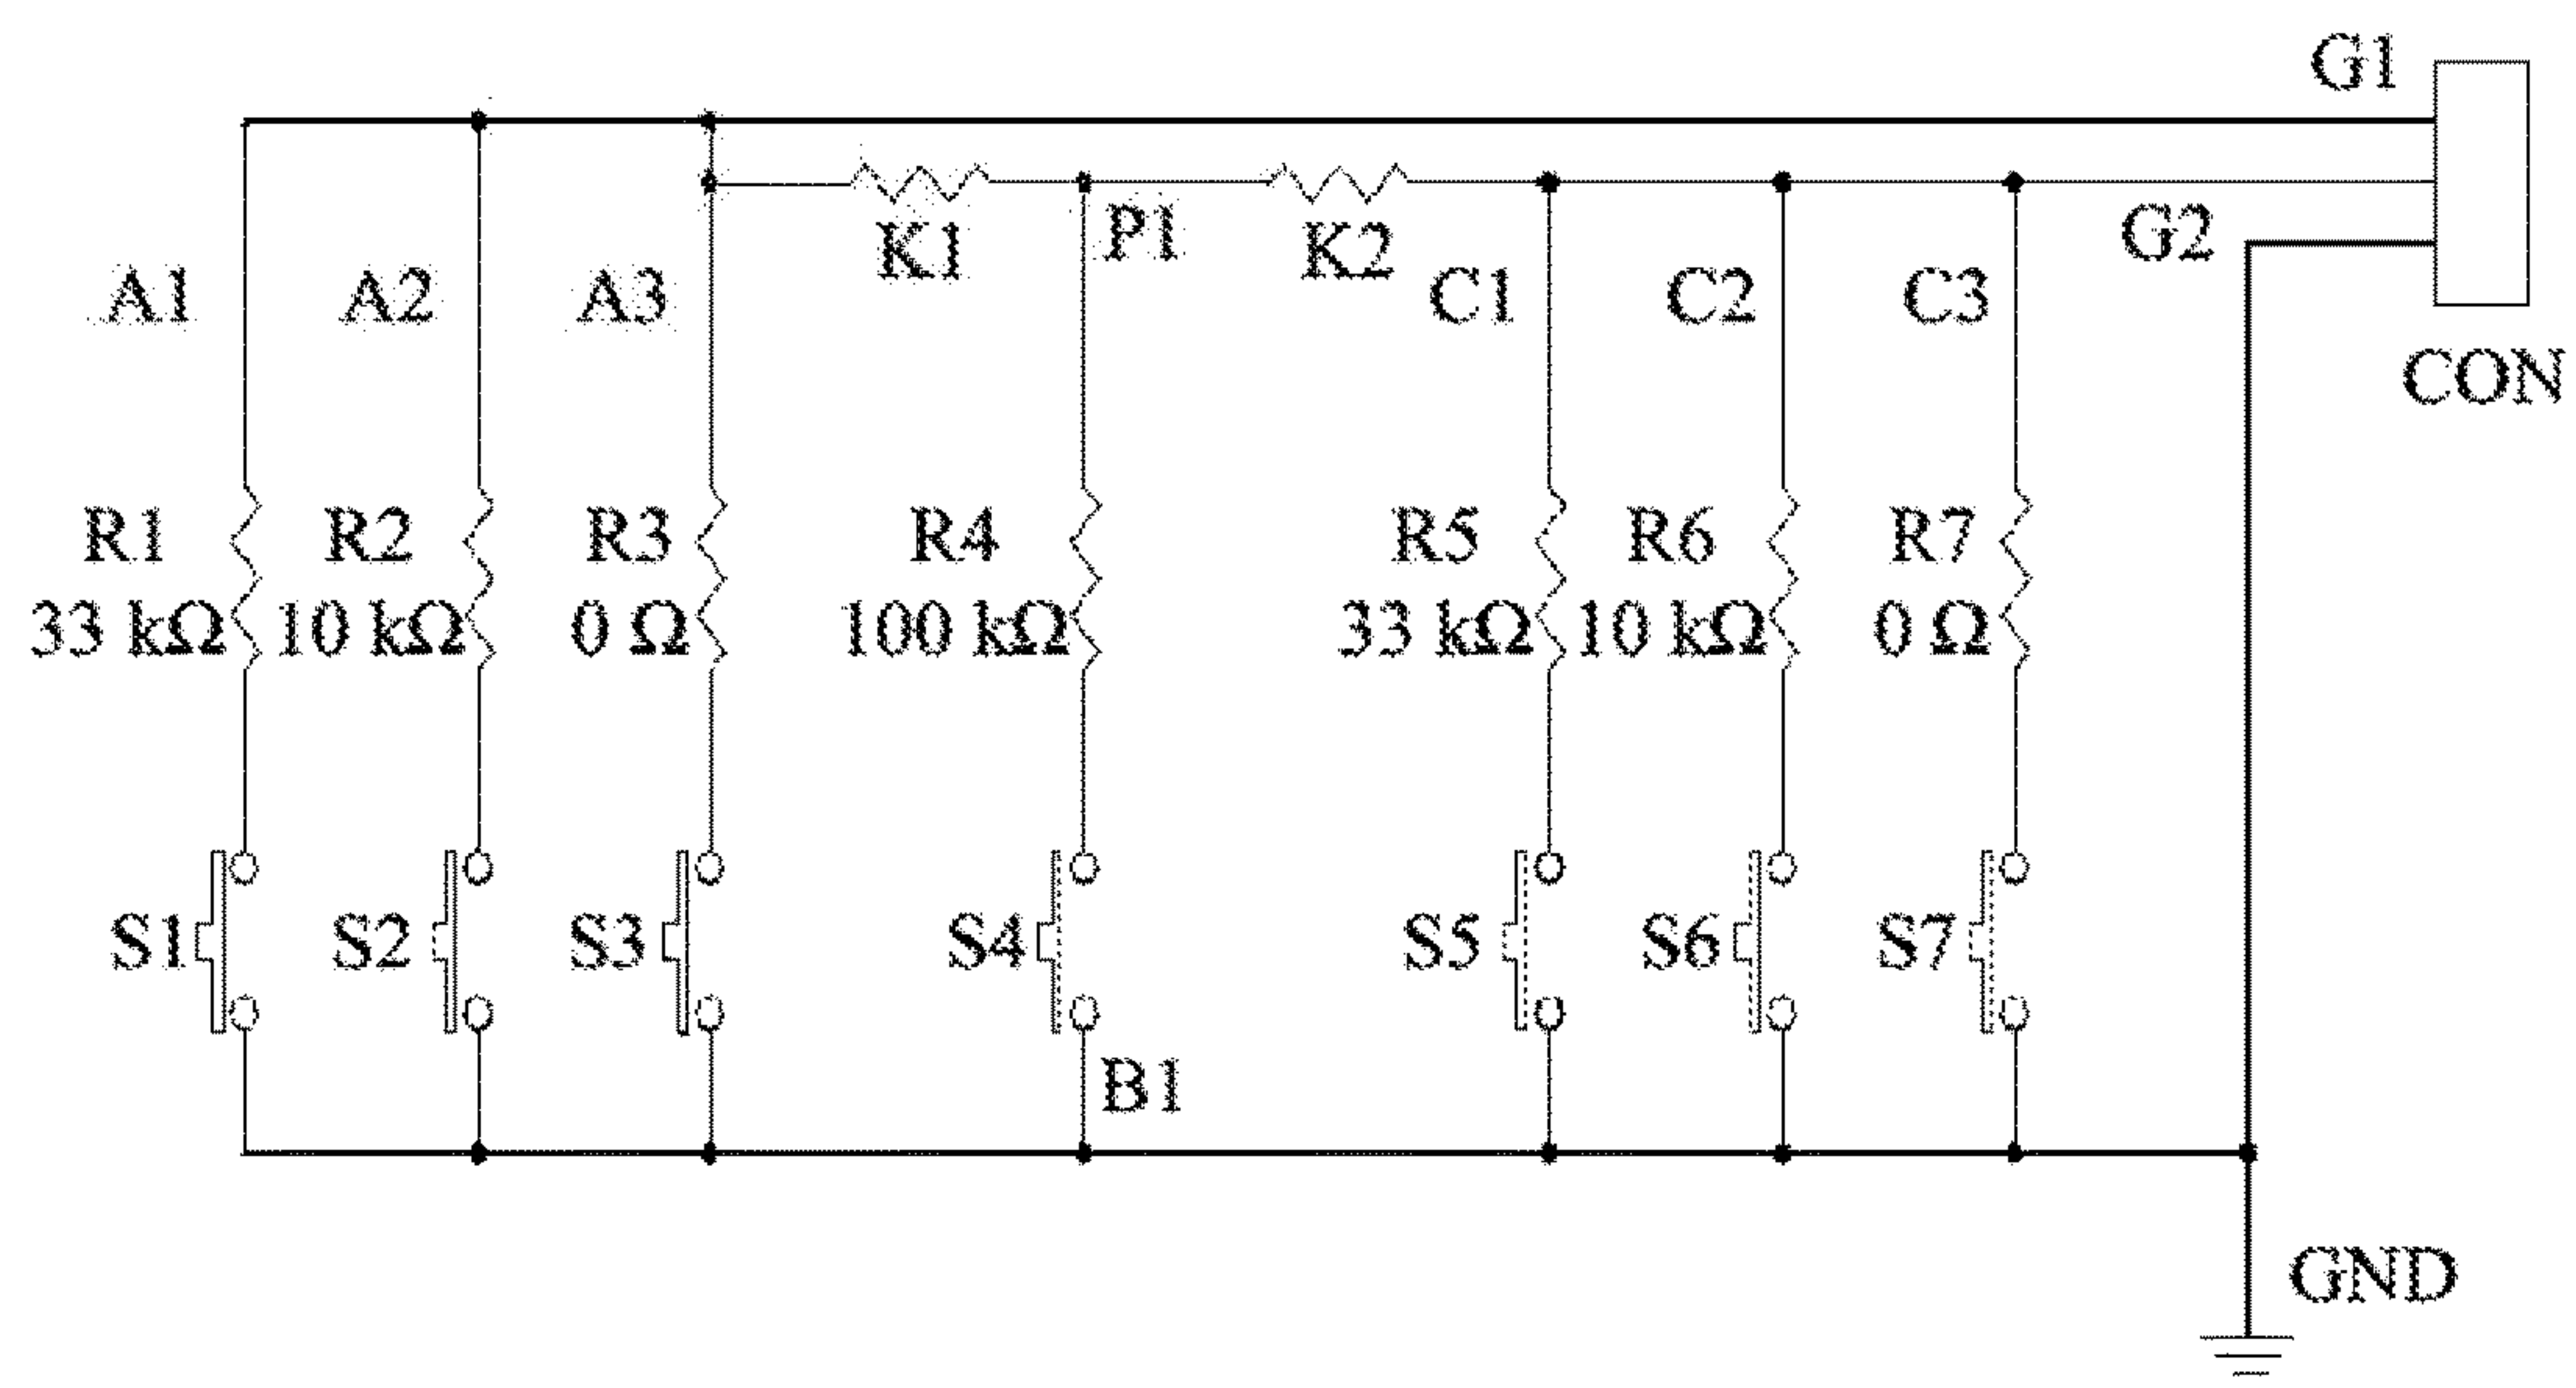 G1
K1
P1
K2
G2
A1
A2
A3
C1
C2
C3
CON
R1
33 kΩ
R2
10 kΩ
R3
0 Ω
R4
100 kΩ
R5
33 kΩ
R6
10 kΩ
R7
0 Ω
S1
S2
S3
S4
S5
S6
S7
B1
GND